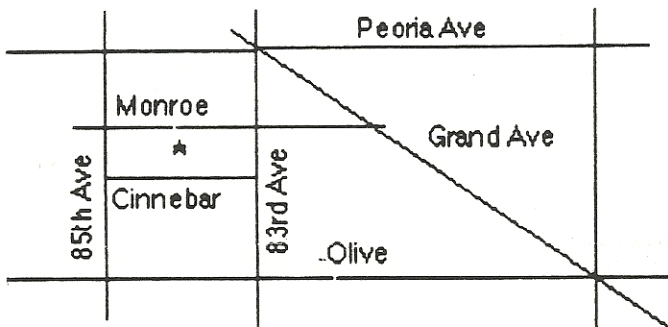 Peoria Ave
Monroe
Grand Ave
85th Ave
Cinnebar
83rd Ave
Olive